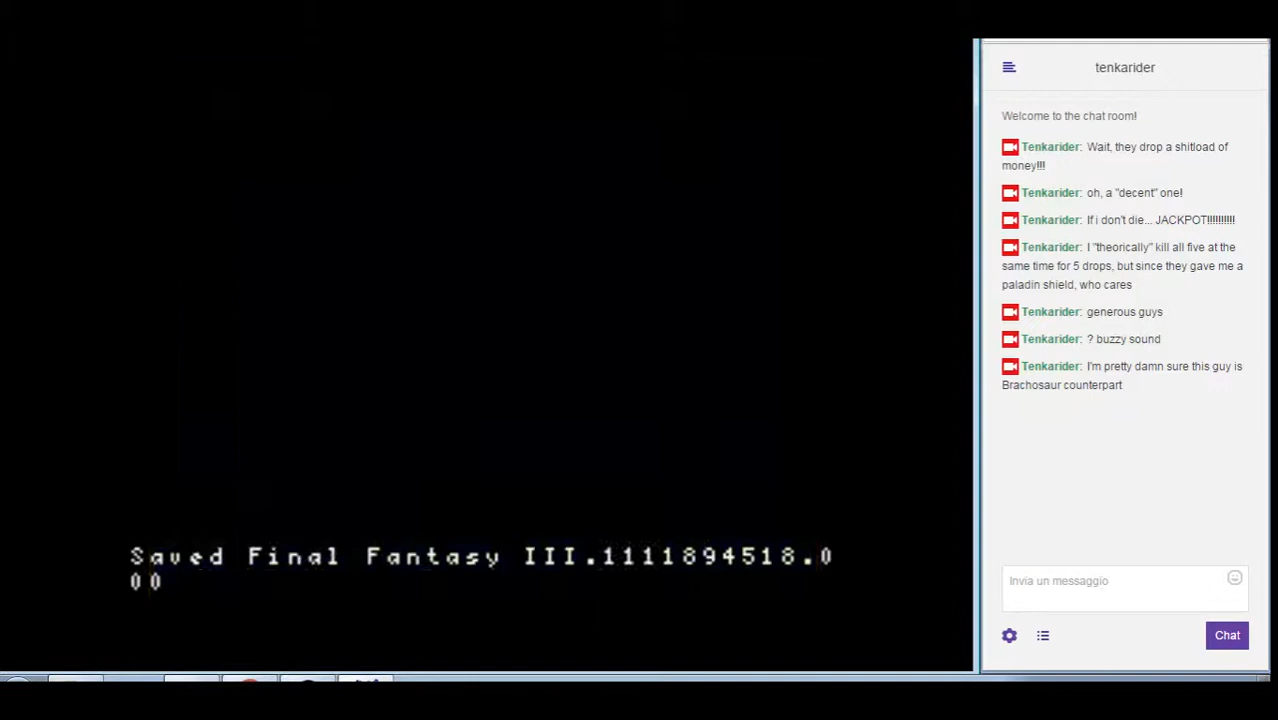 Saved Final Fantasy III.1111894518.0
00
tenkarider
Welcome to the chat room!
Tenkarider: Wait, they drop a shitload of
money!!!
Tenkarider: oh, a "decent" one!
Tenkarider: If i don't die... JACKPOT!!!!!!!!!!
Tenkarider: I "theorically" kill all five at the
same time for 5 drops, but since they gave me a
paladin shield, who cares
Tenkarider: generous guys
Tenkarider: ? buzzy sound
Tenkarider: I'm pretty damn sure this guy is
Brachosaur counterpart
Invia un messaggio
Chat